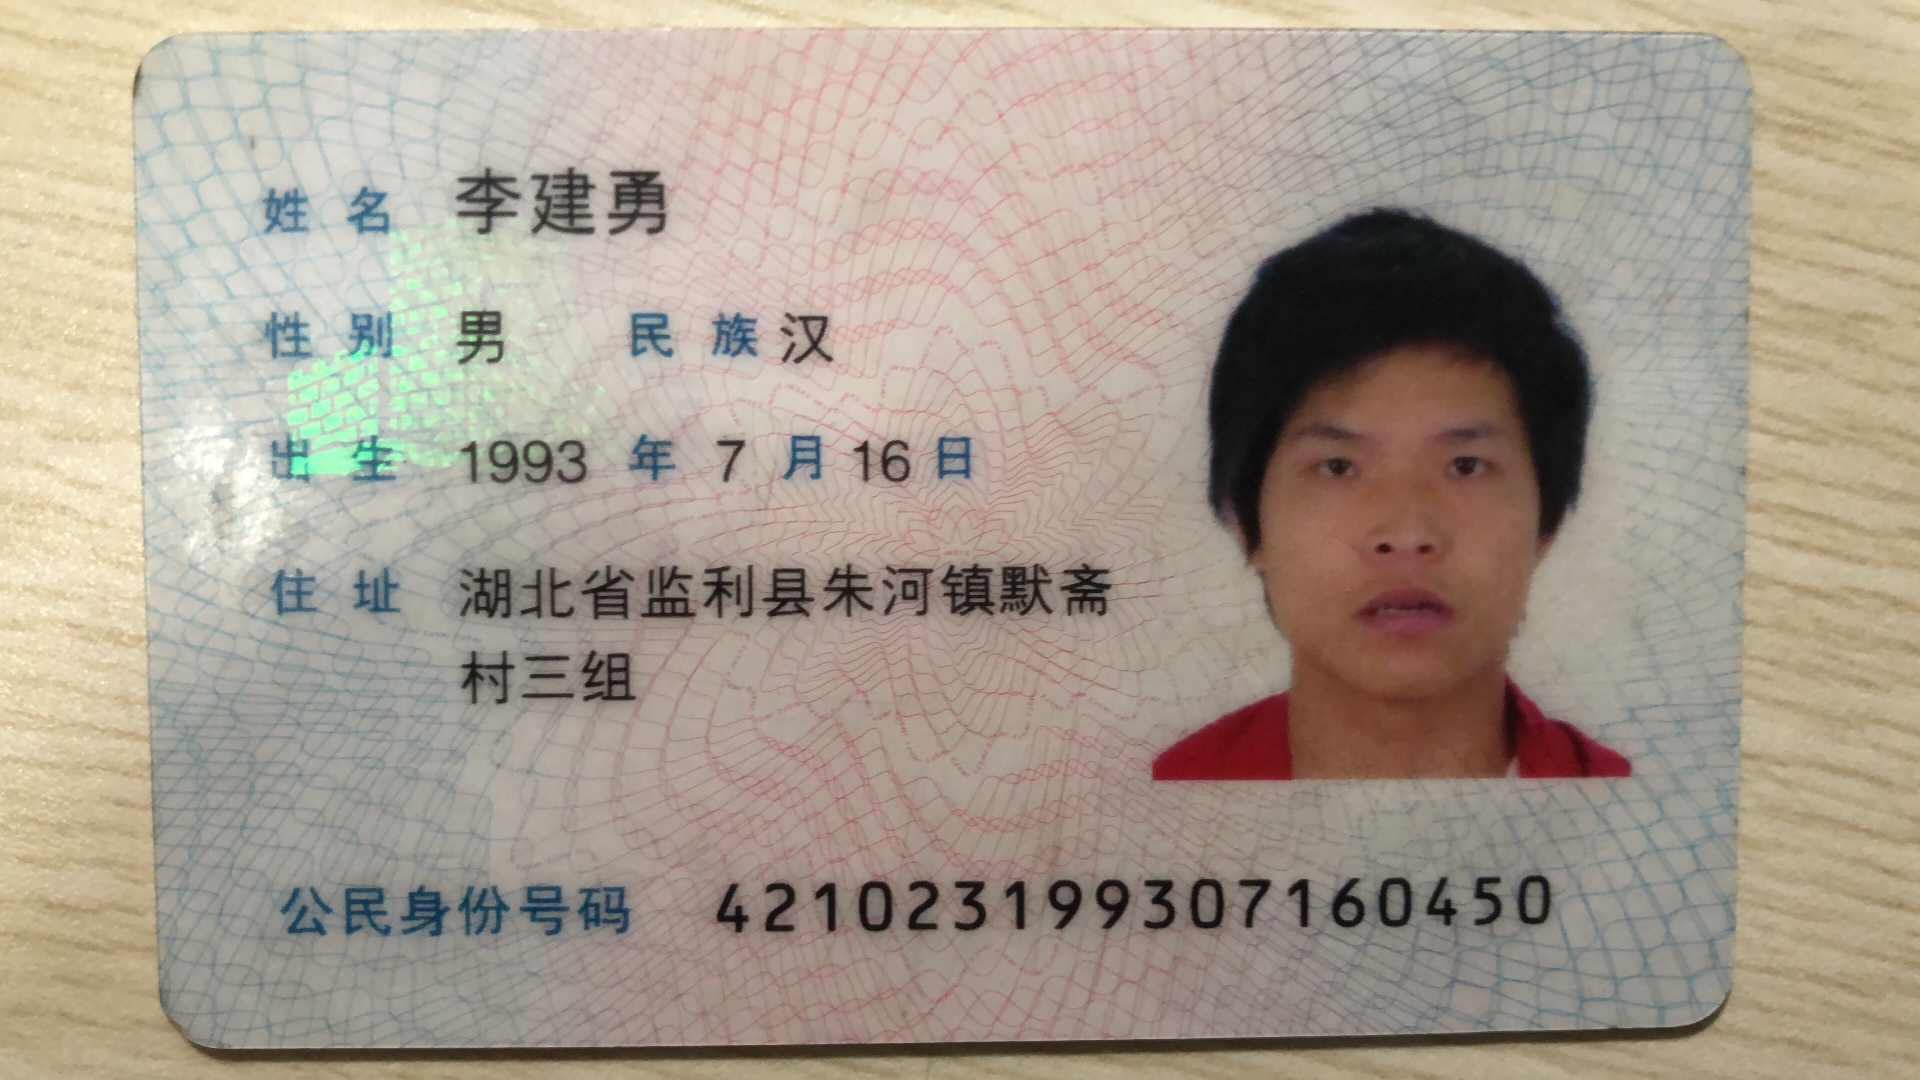 姓名 李建勇
性别 男 民族 汉
出生 1993 年 7 月 16 日
住址 湖北省监利县朱河镇默斋
村三组
公民身份号码 421023199307160450